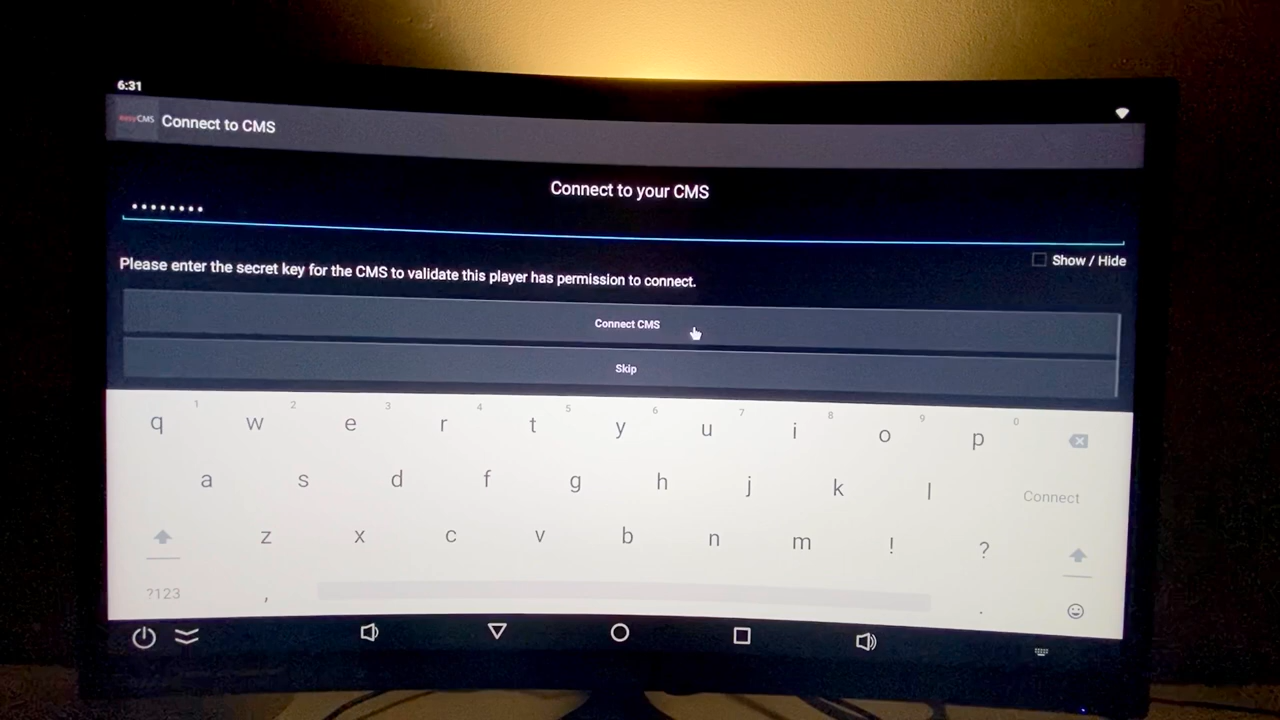 6:31
easyCMS Connect to CMS
Connect to your CMS
••••••••
Show / Hide
Please enter the secret key for the CMS to validate this player has permission to connect.
Connect CMS
Skip
1 2 3 4 5 6 7 8 9 0
q w e r t y u i o p
a s d f g h j k l Connect
z x c v b n m ! ?
?123 , .